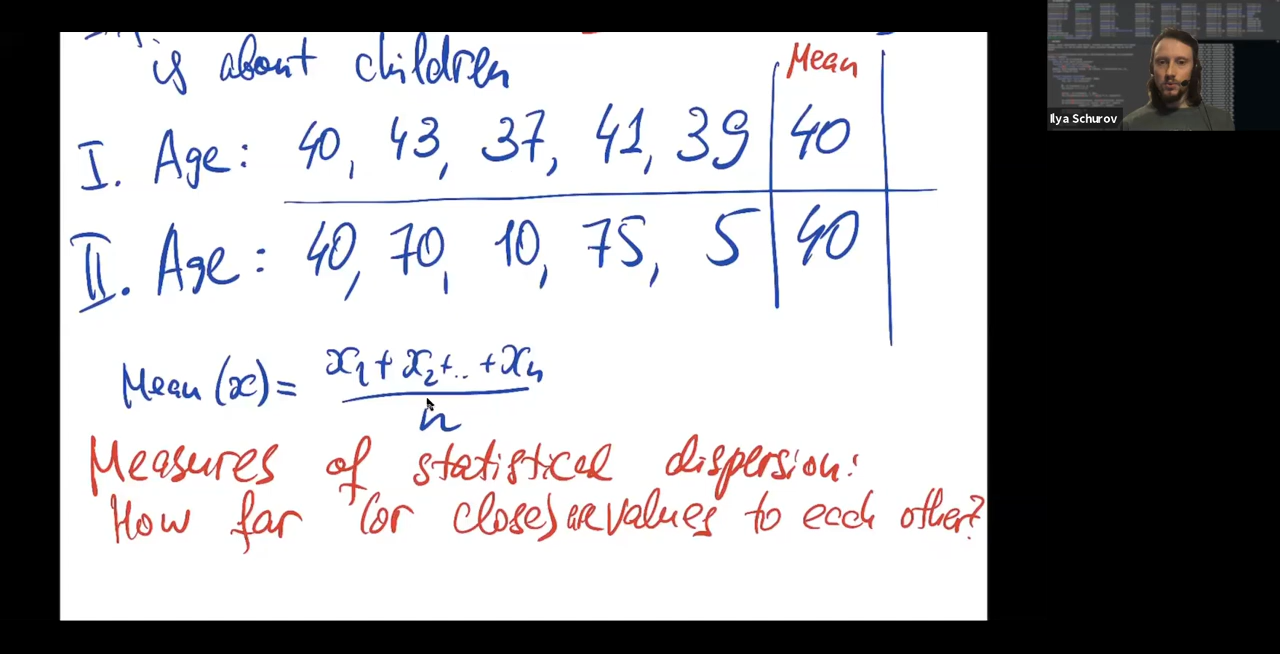 is about children
Mean
I. Age: 40, 43, 37, 41, 39 40
II. Age: 40, 70, 10, 75, 5 40
Mean (x) = x1 + x2 + .. + xn
n
Measures of statistical dispersion:
How far (or close) are values to each other?
Ilya Schurov